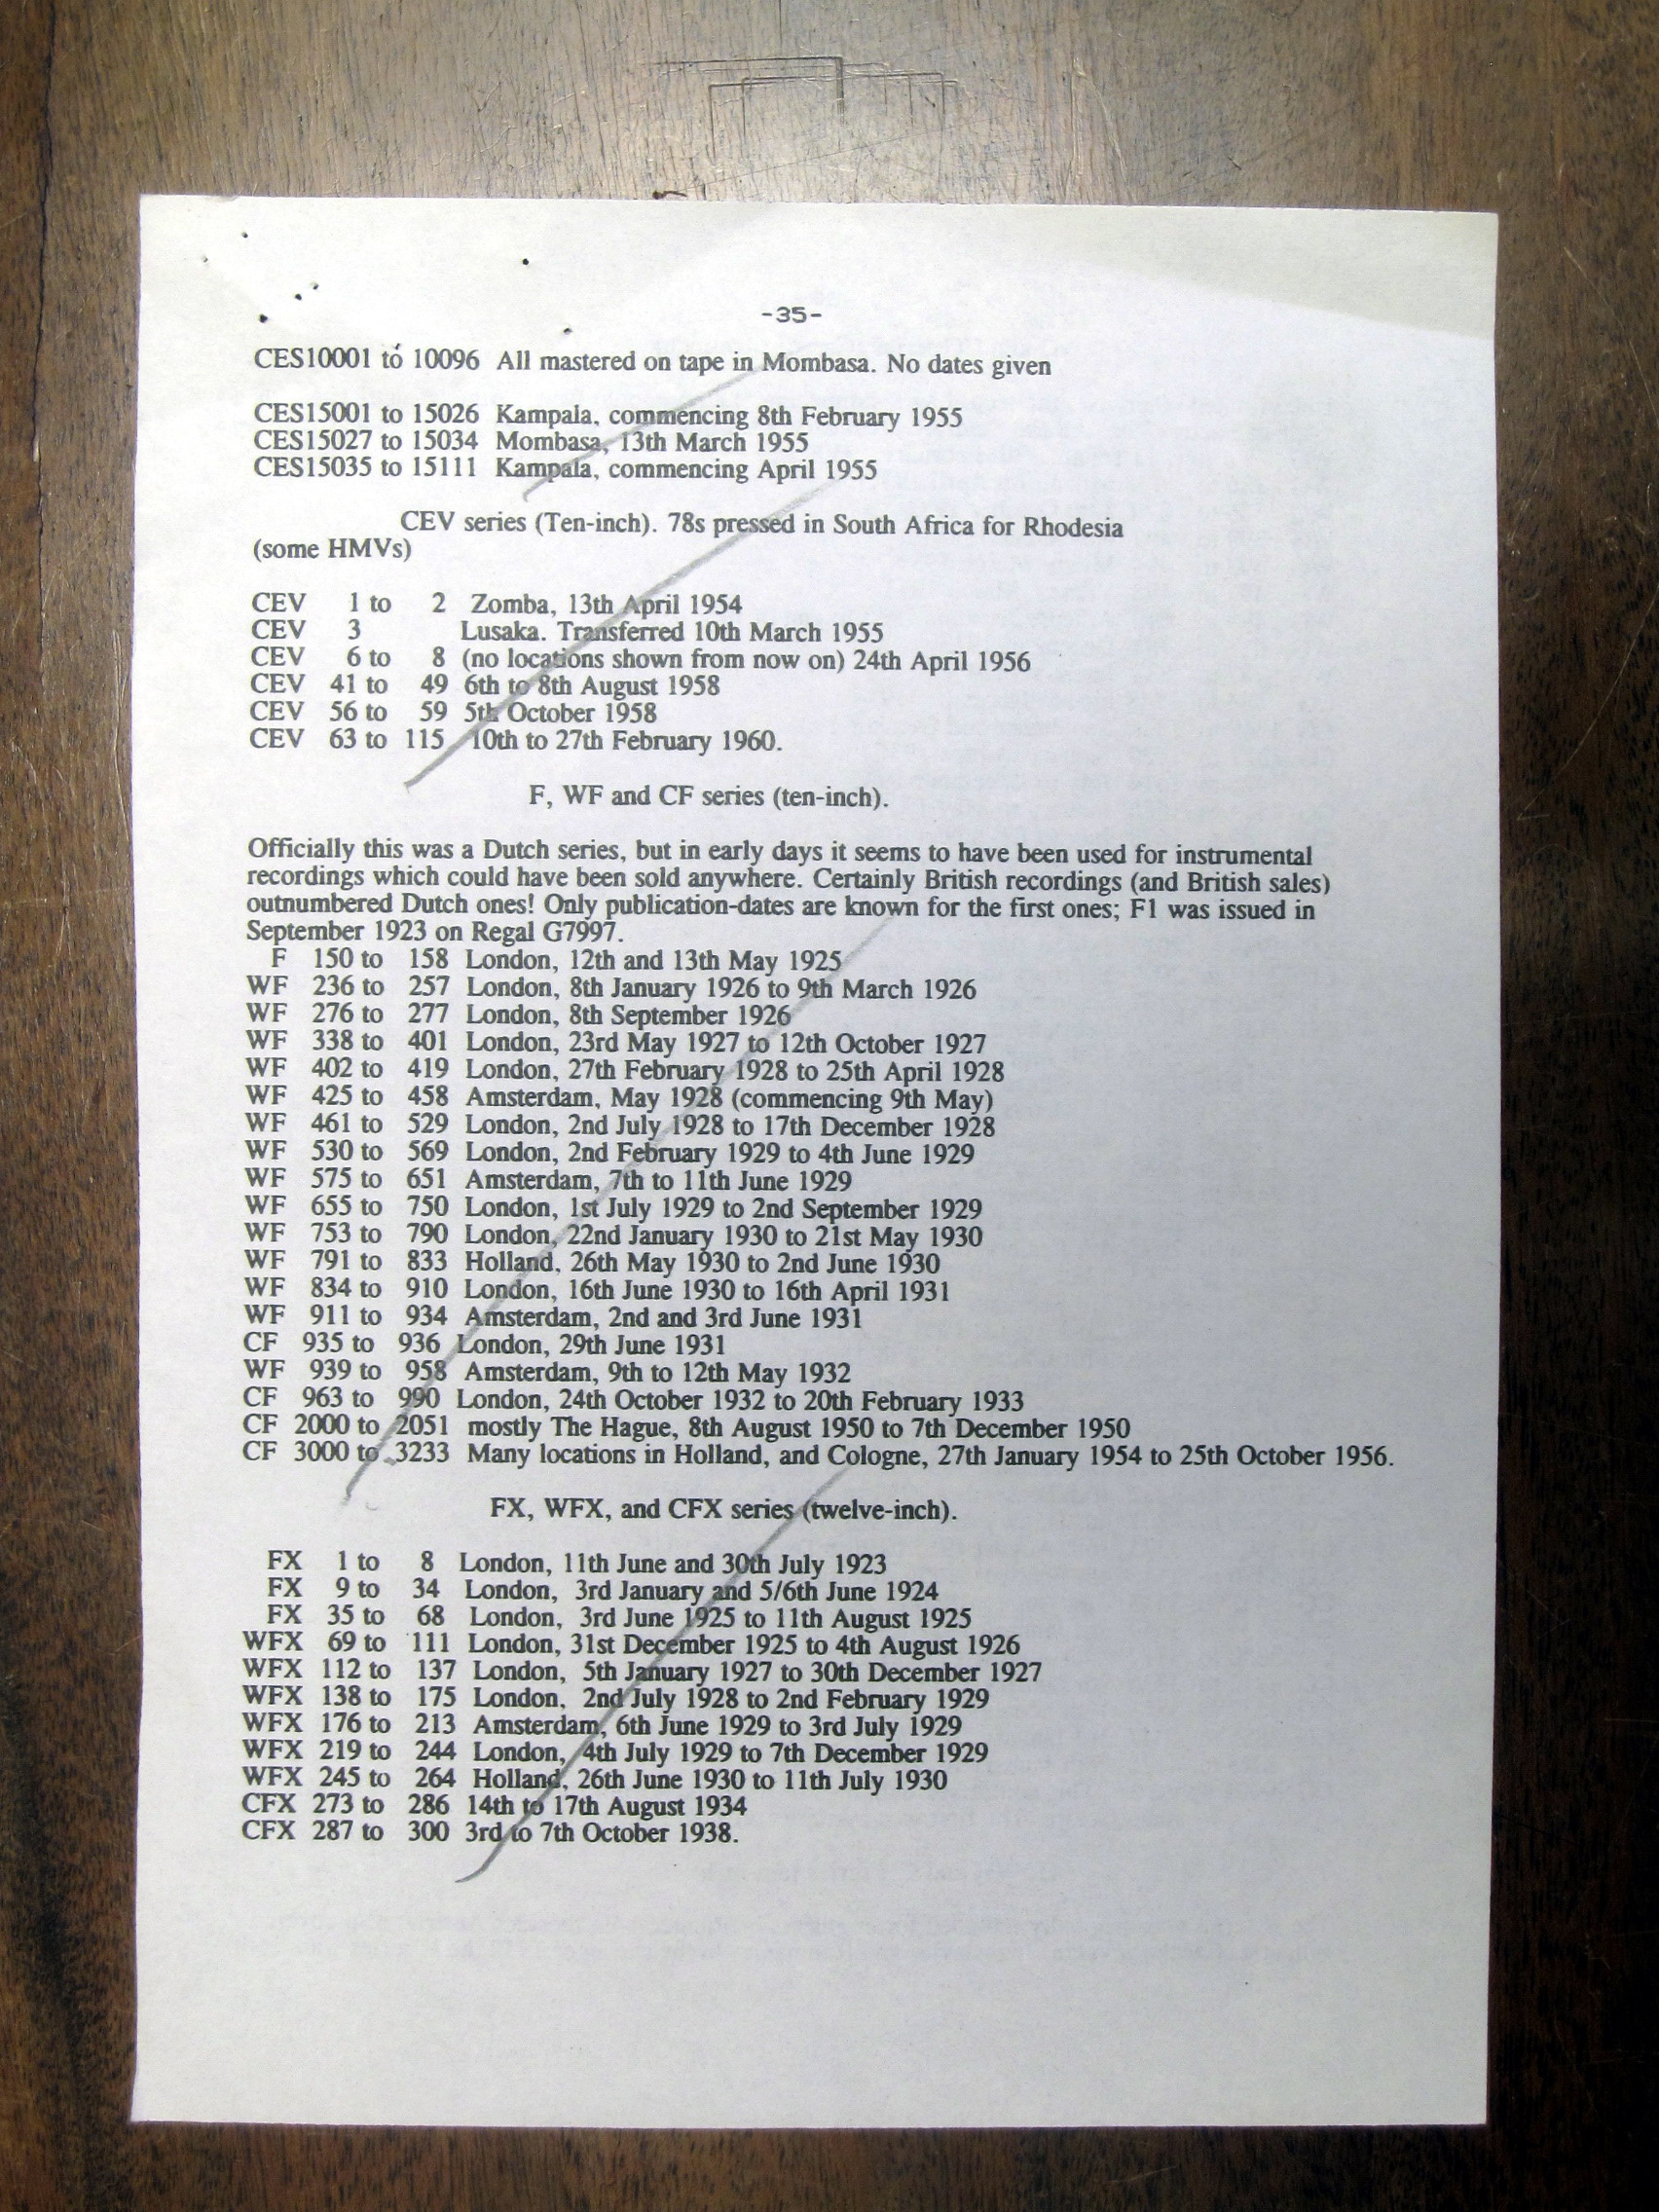 -35-
CES10001 to 10096 All mastered on tape in Mombasa. No dates given
CES15001 to 15026 Kampala, commencing 8th February 1955
CES15027 to 15034 Mombasa, 13th March 1955
CES15035 to 15111 Kampala, commencing April 1955
CEV series (Ten-inch). 78s pressed in South Africa for Rhodesia
(some HMVs)
CEV 1 to 2 Zomba, 13th April 1954
CEV 3 Lusaka. Transferred 10th March 1955
CEV 6 to 8 (no locations shown from now on) 24th April 1956
CEV 41 to 49 6th to 8th August 1958
CEV 56 to 59 5th October 1958
CEV 63 to 115 10th to 27th February 1960.
F, WF and CF series (ten-inch).
Officially this was a Dutch series, but in early days it seems to have been used for instrumental
recordings which could have been sold anywhere. Certainly British recordings (and British sales)
outnumbered Dutch ones! Only publication-dates are known for the first ones; F1 was issued in
September 1923 on Regal G7997.
F 150 to 158 London, 12th and 13th May 1925
WF 236 to 257 London, 8th January 1926 to 9th March 1926
WF 276 to 277 London, 8th September 1926
WF 338 to 401 London, 23rd May 1927 to 12th October 1927
WF 402 to 419 London, 27th February 1928 to 25th April 1928
WF 425 to 458 Amsterdam, May 1928 (commencing 9th May)
WF 461 to 529 London, 2nd July 1928 to 17th December 1928
WF 530 to 569 London, 2nd February 1929 to 4th June 1929
WF 575 to 651 Amsterdam, 7th to 11th June 1929
WF 655 to 750 London, 1st July 1929 to 2nd September 1929
WF 753 to 790 London, 22nd January 1930 to 21st May 1930
WF 791 to 833 Holland, 26th May 1930 to 2nd June 1930
WF 834 to 910 London, 16th June 1930 to 16th April 1931
WF 911 to 934 Amsterdam, 2nd and 3rd June 1931
CF 935 to 936 London, 29th June 1931
WF 939 to 958 Amsterdam, 9th to 12th May 1932
CF 963 to 990 London, 24th October 1932 to 20th February 1933
CF 2000 to 2051 mostly The Hague, 8th August 1950 to 7th December 1950
CF 3000 to 3233 Many locations in Holland, and Cologne, 27th January 1954 to 25th October 1956.
FX, WFX, and CFX series (twelve-inch).
FX 1 to 8 London, 11th June and 30th July 1923
FX 9 to 34 London, 3rd January and 5/6th June 1924
FX 35 to 68 London, 3rd June 1925 to 11th August 1925
WFX 69 to 111 London, 31st December 1925 to 4th August 1926
WFX 112 to 137 London, 5th January 1927 to 30th December 1927
WFX 138 to 175 London, 2nd July 1928 to 2nd February 1929
WFX 176 to 213 Amsterdam, 6th June 1929 to 3rd July 1929
WFX 219 to 244 London, 4th July 1929 to 7th December 1929
WFX 245 to 264 Holland, 26th June 1930 to 11th July 1930
CFX 273 to 286 14th to 17th August 1934
CFX 287 to 300 3rd to 7th October 1938.